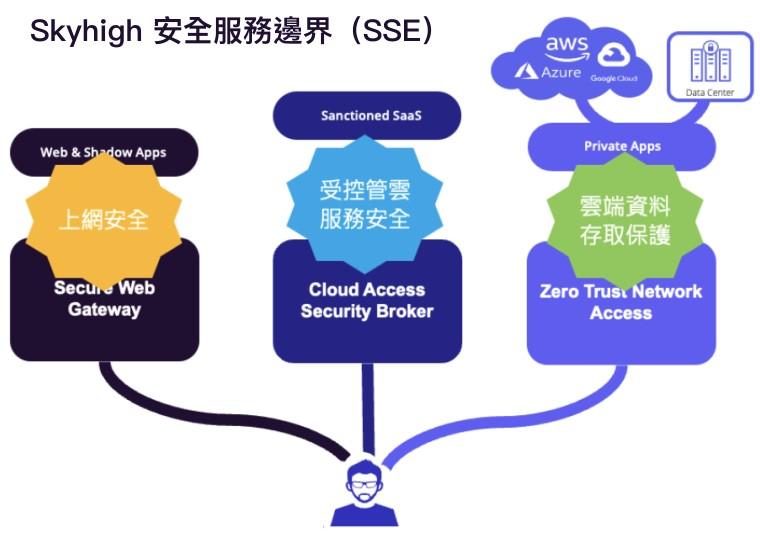 Skyhigh 安全服務邊界（SSE）
aws
Azure
Google Cloud
Data Center
Web & Shadow Apps
Sanctioned SaaS
Private Apps
上網安全
受控管雲
服務安全
雲端資料
存取保護
Secure Web
Gateway
Cloud Access
Security Broker
Zero Trust Network
Access